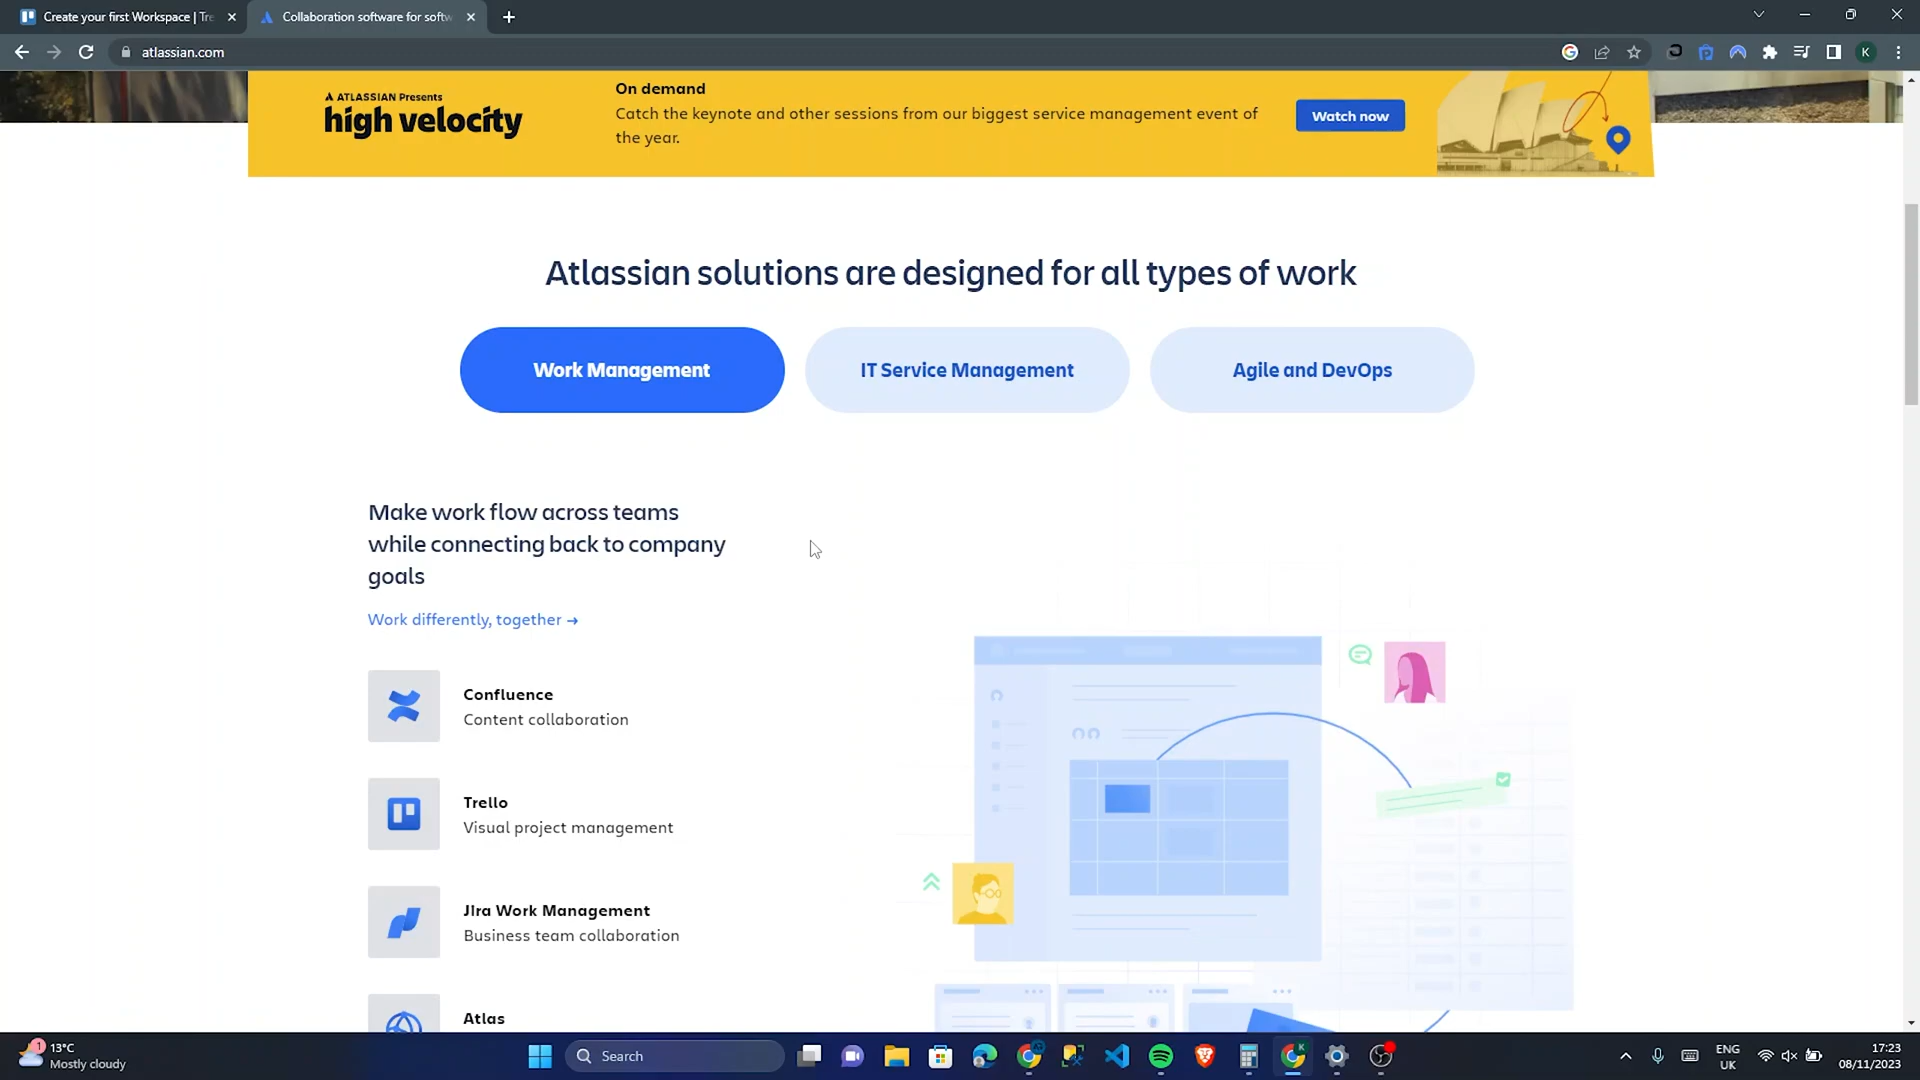 Create your first Workspace | Tre
Collaboration software for softw
atlassian.com
K
ATLASSIAN Presents
high velocity
On demand
Catch the keynote and other sessions from our biggest service management event of
the year.
Watch now
Atlassian solutions are designed for all types of work
Work Management
IT Service Management
Agile and DevOps
Make work flow across teams
while connecting back to company
goals
Work differently, together →
Confluence
Content collaboration
Trello
Visual project management
JIra Work Management
Business team collaboration
Atlas
1
13°C
Mostly cloudy
Search
K
ENG
UK
17:23
08/11/2023